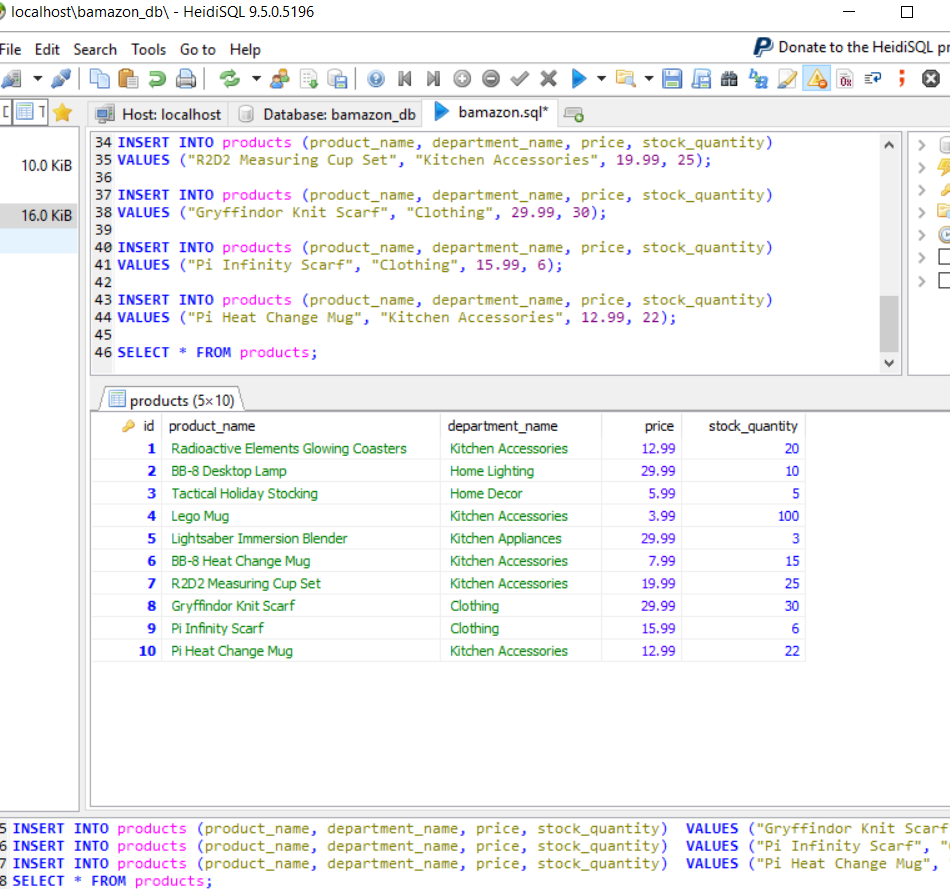 localhost\bamazon_db\ - HeidiSQL 9.5.0.5196
File Edit Search Tools Go to Help
Donate to the HeidiSQL
Host: localhost Database: bamazon_db bamazon.sql*
10.0 KiB
16.0 KiB
34 INSERT INTO products (product_name, department_name, price, stock_quantity)
35 VALUES ("R2D2 Measuring Cup Set", "Kitchen Accessories", 19.99, 25);
36
37 INSERT INTO products (product_name, department_name, price, stock_quantity)
38 VALUES ("Gryffindor Knit Scarf", "Clothing", 29.99, 30);
39
40 INSERT INTO products (product_name, department_name, price, stock_quantity)
41 VALUES ("Pi Infinity Scarf", "Clothing", 15.99, 6);
42
43 INSERT INTO products (product_name, department_name, price, stock_quantity)
44 VALUES ("Pi Heat Change Mug", "Kitchen Accessories", 12.99, 22);
45
46 SELECT * FROM products;
products (5×10)
id product_name department_name price stock_quantity
1 Radioactive Elements Glowing Coasters Kitchen Accessories 12.99 20
2 BB-8 Desktop Lamp Home Lighting 29.99 10
3 Tactical Holiday Stocking Home Decor 5.99 5
4 Lego Mug Kitchen Accessories 3.99 100
5 Lightsaber Immersion Blender Kitchen Appliances 29.99 3
6 BB-8 Heat Change Mug Kitchen Accessories 7.99 15
7 R2D2 Measuring Cup Set Kitchen Accessories 19.99 25
8 Gryffindor Knit Scarf Clothing 29.99 30
9 Pi Infinity Scarf Clothing 15.99 6
10 Pi Heat Change Mug Kitchen Accessories 12.99 22
5 INSERT INTO products (product_name, department_name, price, stock_quantity) VALUES ("Gryffindor Knit Scarf
6 INSERT INTO products (product_name, department_name, price, stock_quantity) VALUES ("Pi Infinity Scarf", "
7 INSERT INTO products (product_name, department_name, price, stock_quantity) VALUES ("Pi Heat Change Mug",
8 SELECT * FROM products;